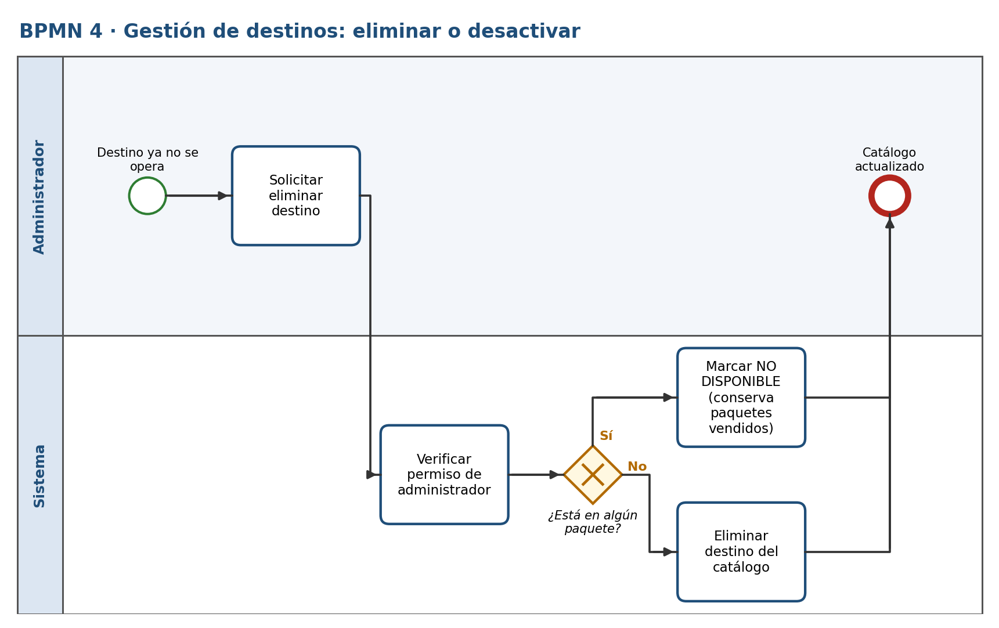 BPMN 4 · Gestión de destinos: eliminar o desactivar
Administrador
Destino ya no se
opera
Solicitar
eliminar
destino
Catálogo
actualizado
Sistema
Verificar
permiso de
administrador
¿Está en algún
paquete?
Sí
No
Marcar NO
DISPONIBLE
(conserva
paquetes
vendidos)
Eliminar
destino del
catálogo